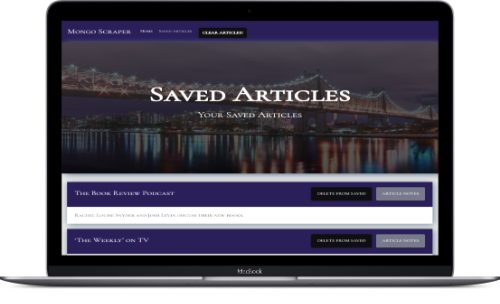 Mongo Scraper Home Saved Articles Clear Articles
Saved Articles
Your Saved Articles
The Book Review Podcast Delete From Saved Article Notes
Rachel Louise Snyder and Josh Levin discuss their new books.
'The Weekly' on TV Delete From Saved Article Notes
MacBook